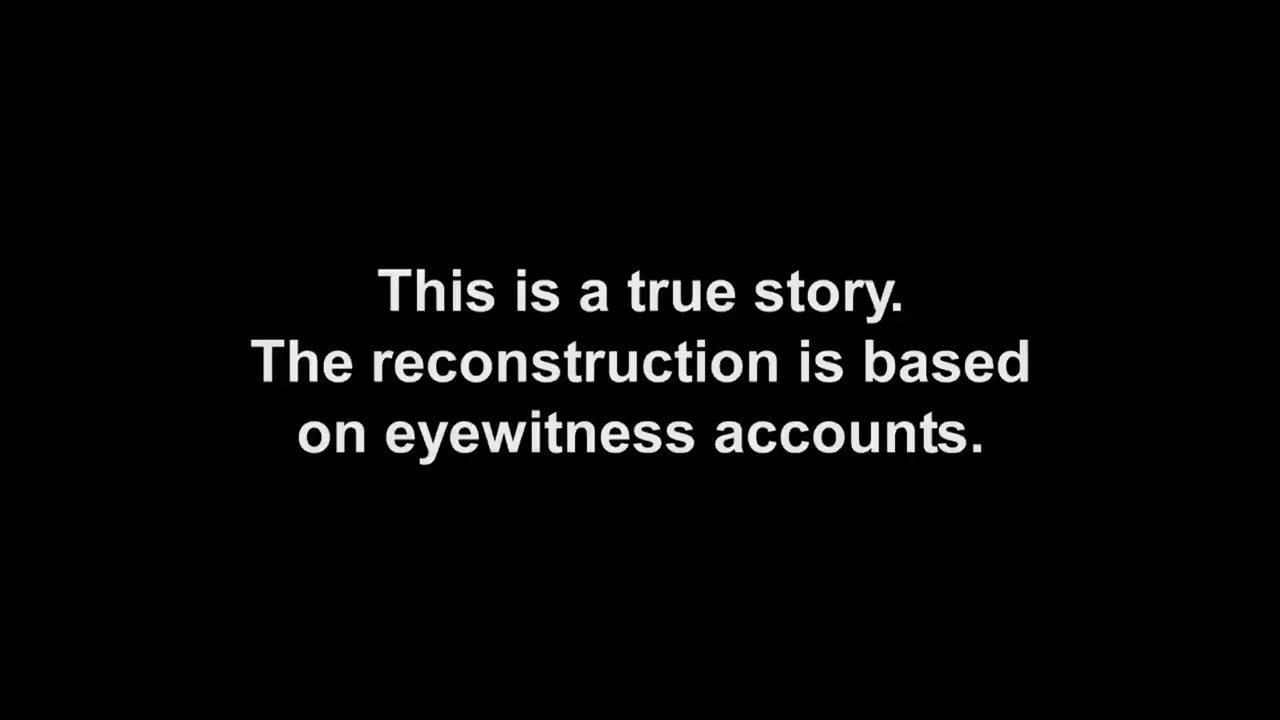 This is a true story.
The reconstruction is based
on eyewitness accounts.